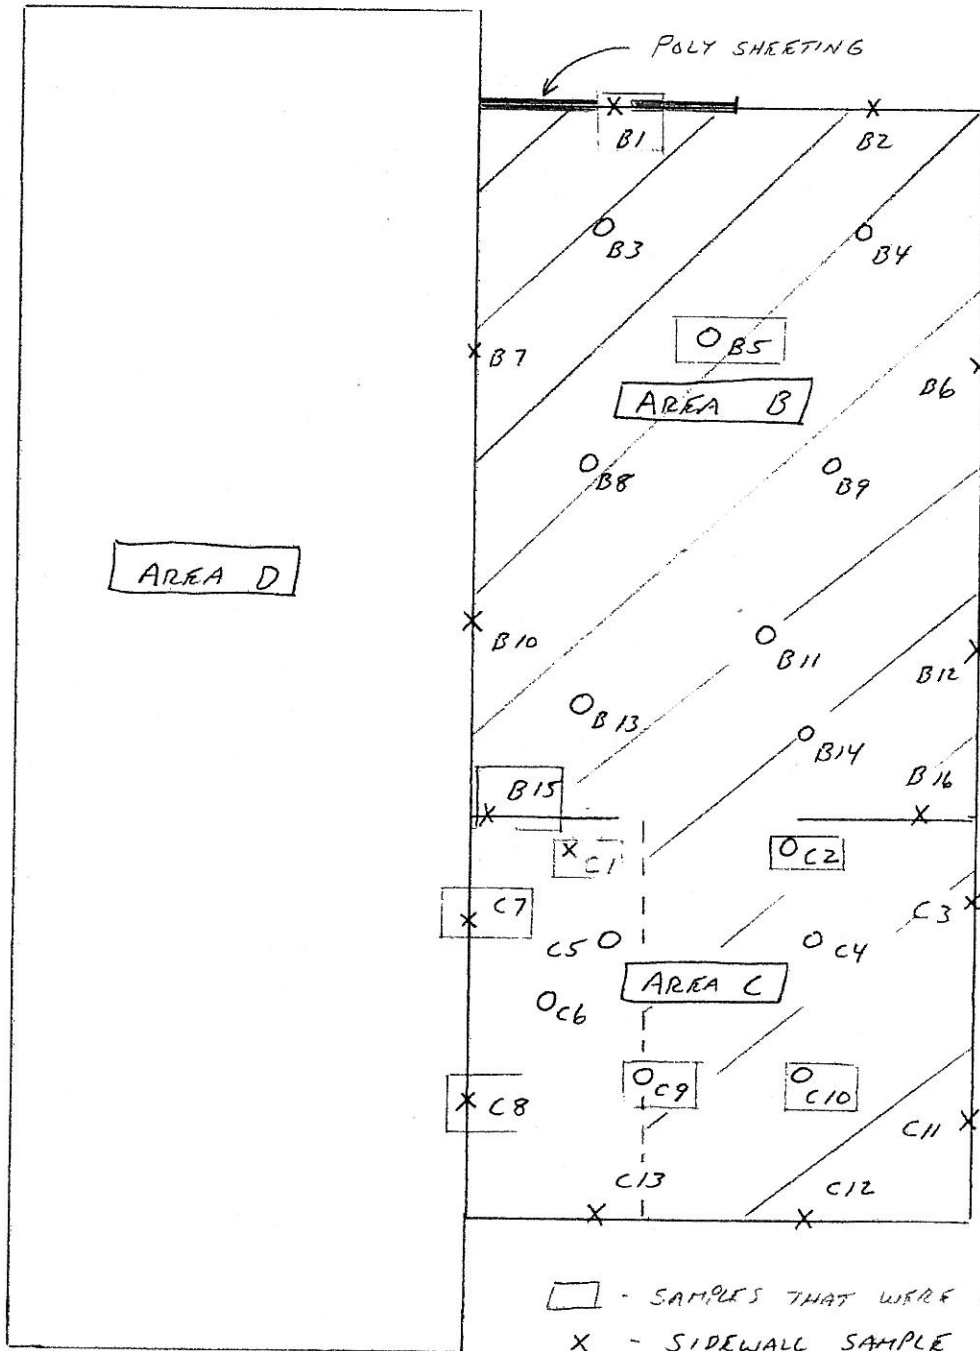 POLY SHEETING
B1
B2
B3
B4
B5
B7
B6
AREA B
B8
B9
AREA D
B10
B11
B12
B13
B14
B15
B16
C1
C2
C7
C3
C5
C4
AREA C
C6
C9
C10
C8
C11
C13
C12
- SAMPLES THAT WERE
X - SIDEWALL SAMPLE